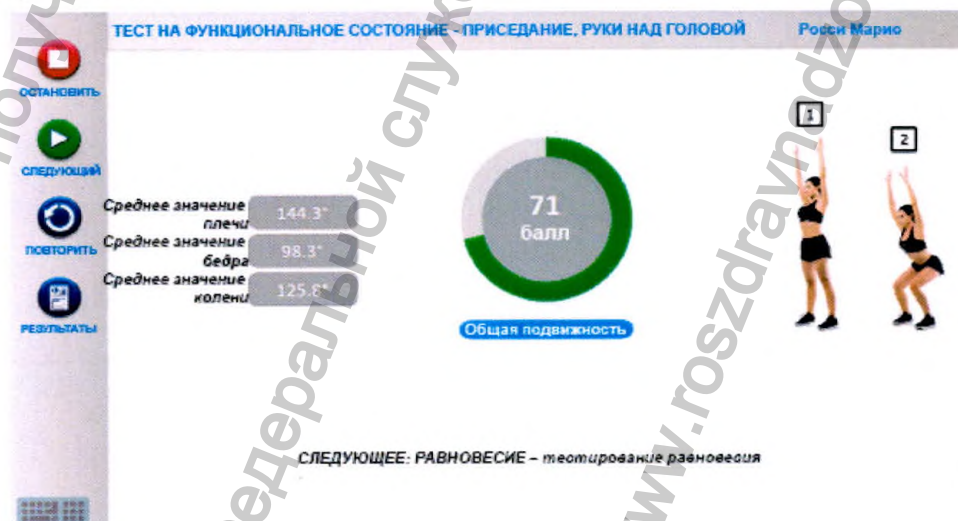 ТЕСТ НА ФУНКЦИОНАЛЬНОЕ СОСТОЯНИЕ - ПРИСЕДАНИЕ, РУКИ НАД ГОЛОВОЙ
Росси Марио
ОСТАНОВИТЬ
СЛЕДУЮЩИЙ
ПОВТОРИТЬ
РЕЗУЛЬТАТЫ
Среднее значение
плечи
144.3°
Среднее значение
бедра
98.3°
Среднее значение
колени
125.8°
71
балл
Общая подвижность
1
2
СЛЕДУЮЩЕЕ: РАВНОВЕСИЕ – тестирование равновесия
www.roszdravnadzo